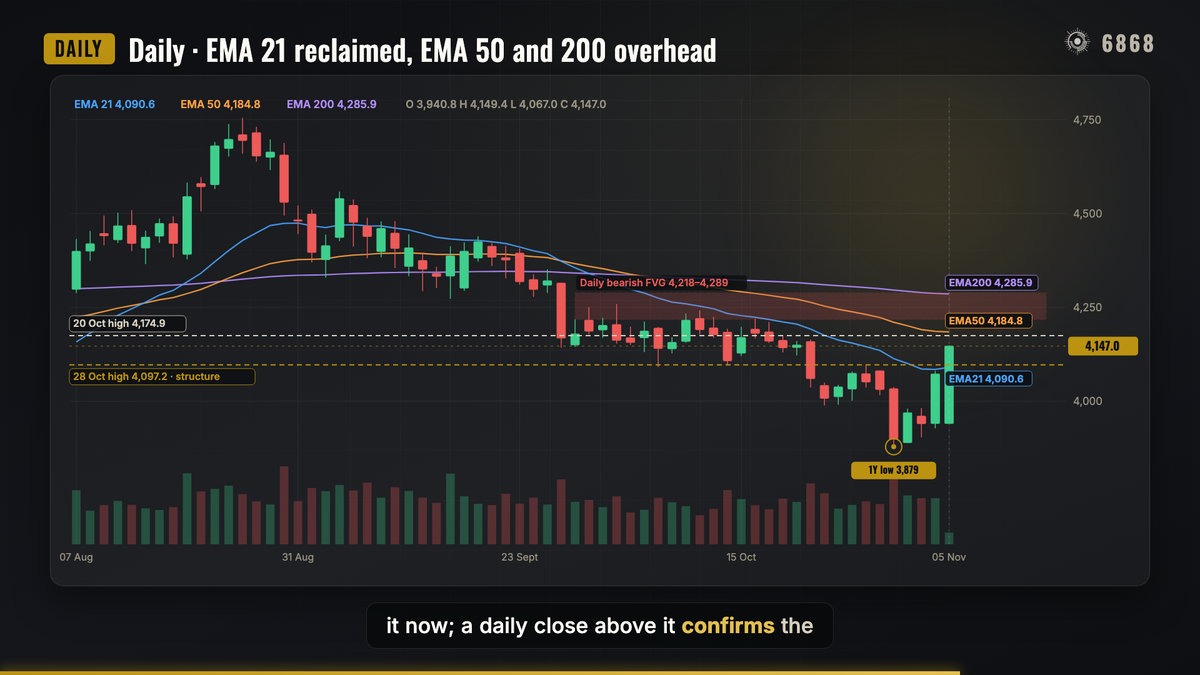 DAILY
Daily · EMA 21 reclaimed, EMA 50 and 200 overhead
6868
EMA 21 4,090.6 EMA 50 4,184.8 EMA 200 4,285.9 O 3,940.8 H 4,149.4 L 4,067.0 C 4,147.0
4,750
4,500
Daily bearish FVG 4,218–4,289
EMA200 4,285.9
4,250
20 Oct high 4,174.9
EMA50 4,184.8
4,147.0
28 Oct high 4,097.2 · structure
EMA21 4,090.6
4,000
1Y low 3,879
07 Aug 31 Aug 23 Sept 15 Oct 05 Nov
it now; a daily close above it confirms the